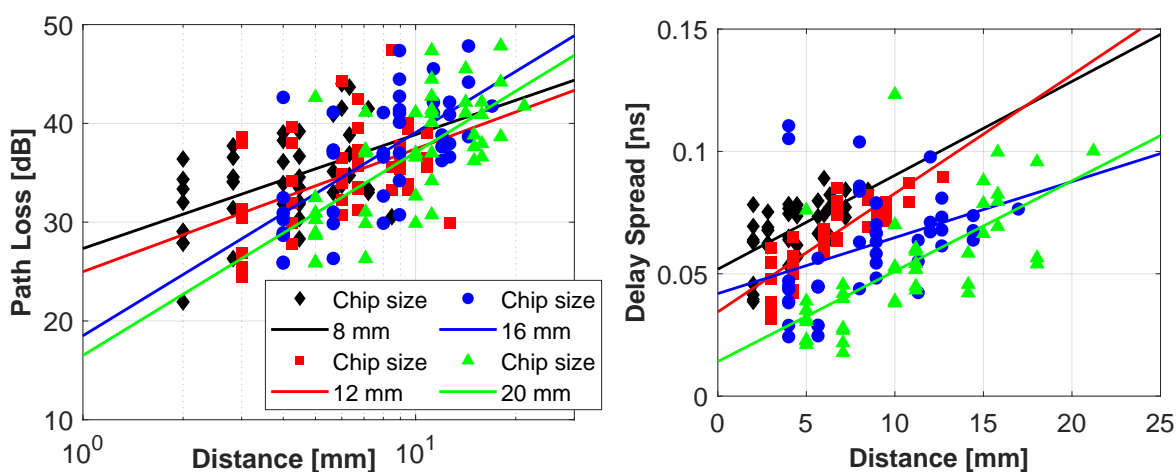 Path Loss [dB]
50
40
30
20
10
10^0
10^1
Distance [mm]
Chip size
8 mm
Chip size
12 mm
Chip size
16 mm
Chip size
20 mm
Delay Spread [ns]
0.15
0.1
0.05
0
0
5
10
15
20
25
Distance [mm]